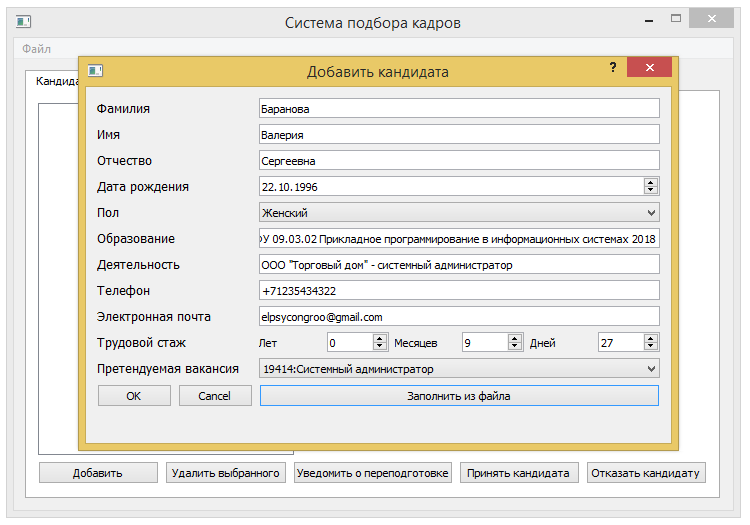 Система подбора кадров
Файл
Добавить кандидата
?
Фамилия Баранова
Имя Валерия
Отчество Сергеевна
Дата рождения 22.10.1996
Пол Женский
Образование 09.03.02 Прикладное программирование в информационных системах 2018
Деятельность ООО "Торговый дом" - системный администратор
Телефон +71235434322
Электронная почта elpsycongroo@gmail.com
Трудовой стаж Лет 0 Месяцев 9 Дней 27
Претендуемая вакансия 19414:Системный администратор
OK Cancel Заполнить из файла
Добавить Удалить выбранного Уведомить о переподготовке Принять кандидата Отказать кандидату